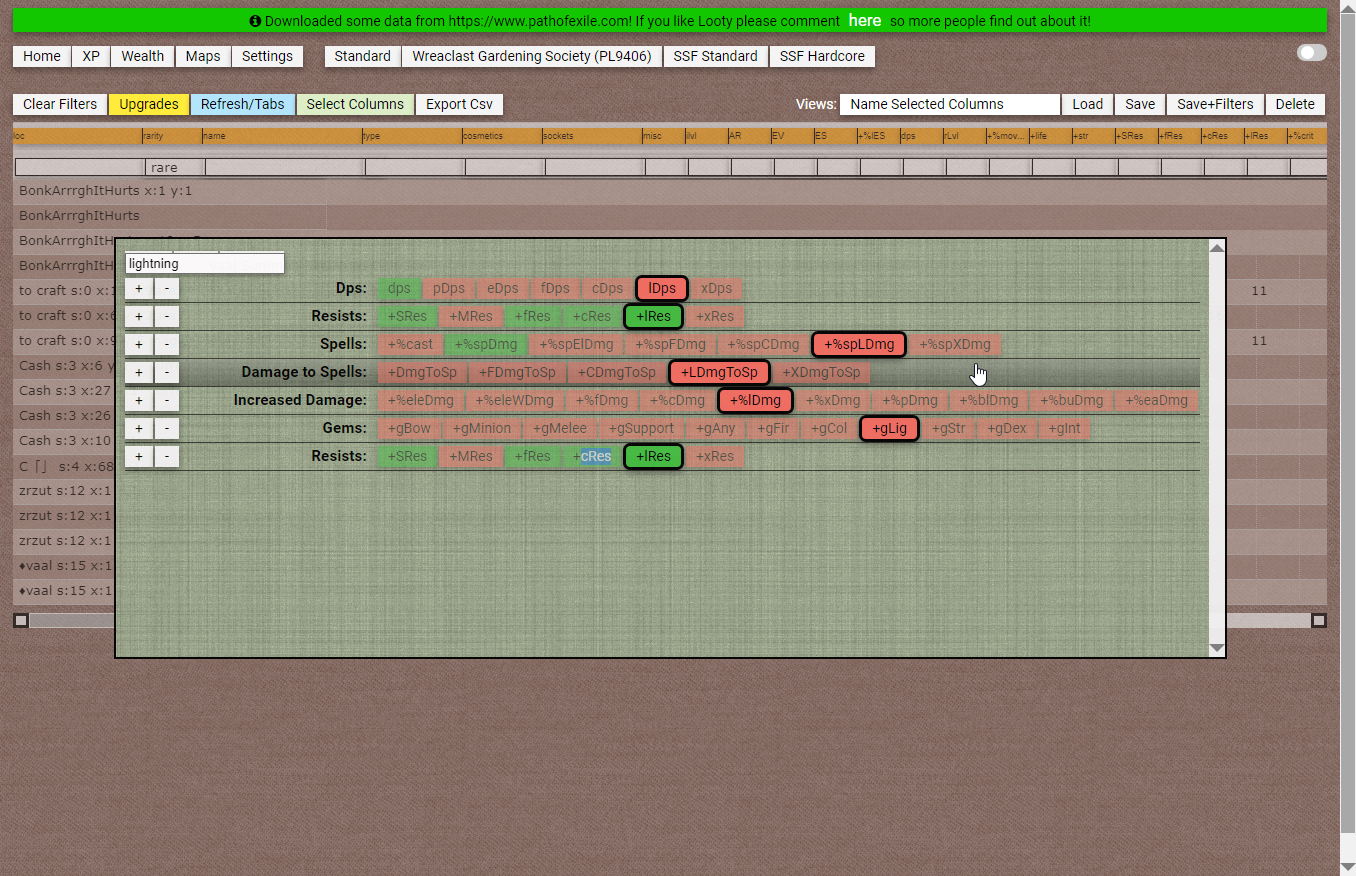 Downloaded some data from https://www.pathofexile.com! If you like Looty please comment here so more people find out about it!
Home XP Wealth Maps Settings Standard Wreaclast Gardening Society (PL9406) SSF Standard SSF Hardcore
Clear Filters Upgrades Refresh/Tabs Select Columns Export Csv Views: Name Selected Columns Load Save Save+Filters Delete
loc rarity name type cosmetics sockets misc ilvl AR EV ES +%IES dps rLvl +%mov... +life +str +SRes +fRes +cRes +lRes +%crit
rare
BonkArrrghItHurts x:1 y:1
BonkArrrghItHurts
BonkArrrghItH
BonkArrrghItH
lightning
+ - Dps: dps pDps eDps fDps cDps lDps xDps
to craft s:0 x:1 11
+ - Resists: +SRes +MRes +fRes +cRes +lRes +xRes
to craft s:0 x:6
+ - Spells: +%cast +%spDmg +%spElDmg +%spFDmg +%spCDmg +%spLDmg +%spXDmg
to craft s:0 x:9 11
Cash s:3 x:6 y
+ - Damage to Spells: +DmgToSp +FDmgToSp +CDmgToSp +LDmgToSp +XDmgToSp
Cash s:3 x:27
+ - Increased Damage: +%eleDmg +%eleWDmg +%fDmg +%cDmg +%lDmg +%xDmg +%pDmg +%blDmg +%buDmg +%eaDmg
Cash s:3 x:26
+ - Gems: +gBow +gMinion +gMelee +gSupport +gAny +gFir +gCol +gLig +gStr +gDex +gInt
Cash s:3 x:10
+ - Resists: +SRes +MRes +fRes +cRes +lRes +xRes
C ⌈⌋ s:4 x:68
zrzut s:12 x:1
zrzut s:12 x:1
zrzut s:12 x:1
♦vaal s:15 x:1
♦vaal s:15 x:1